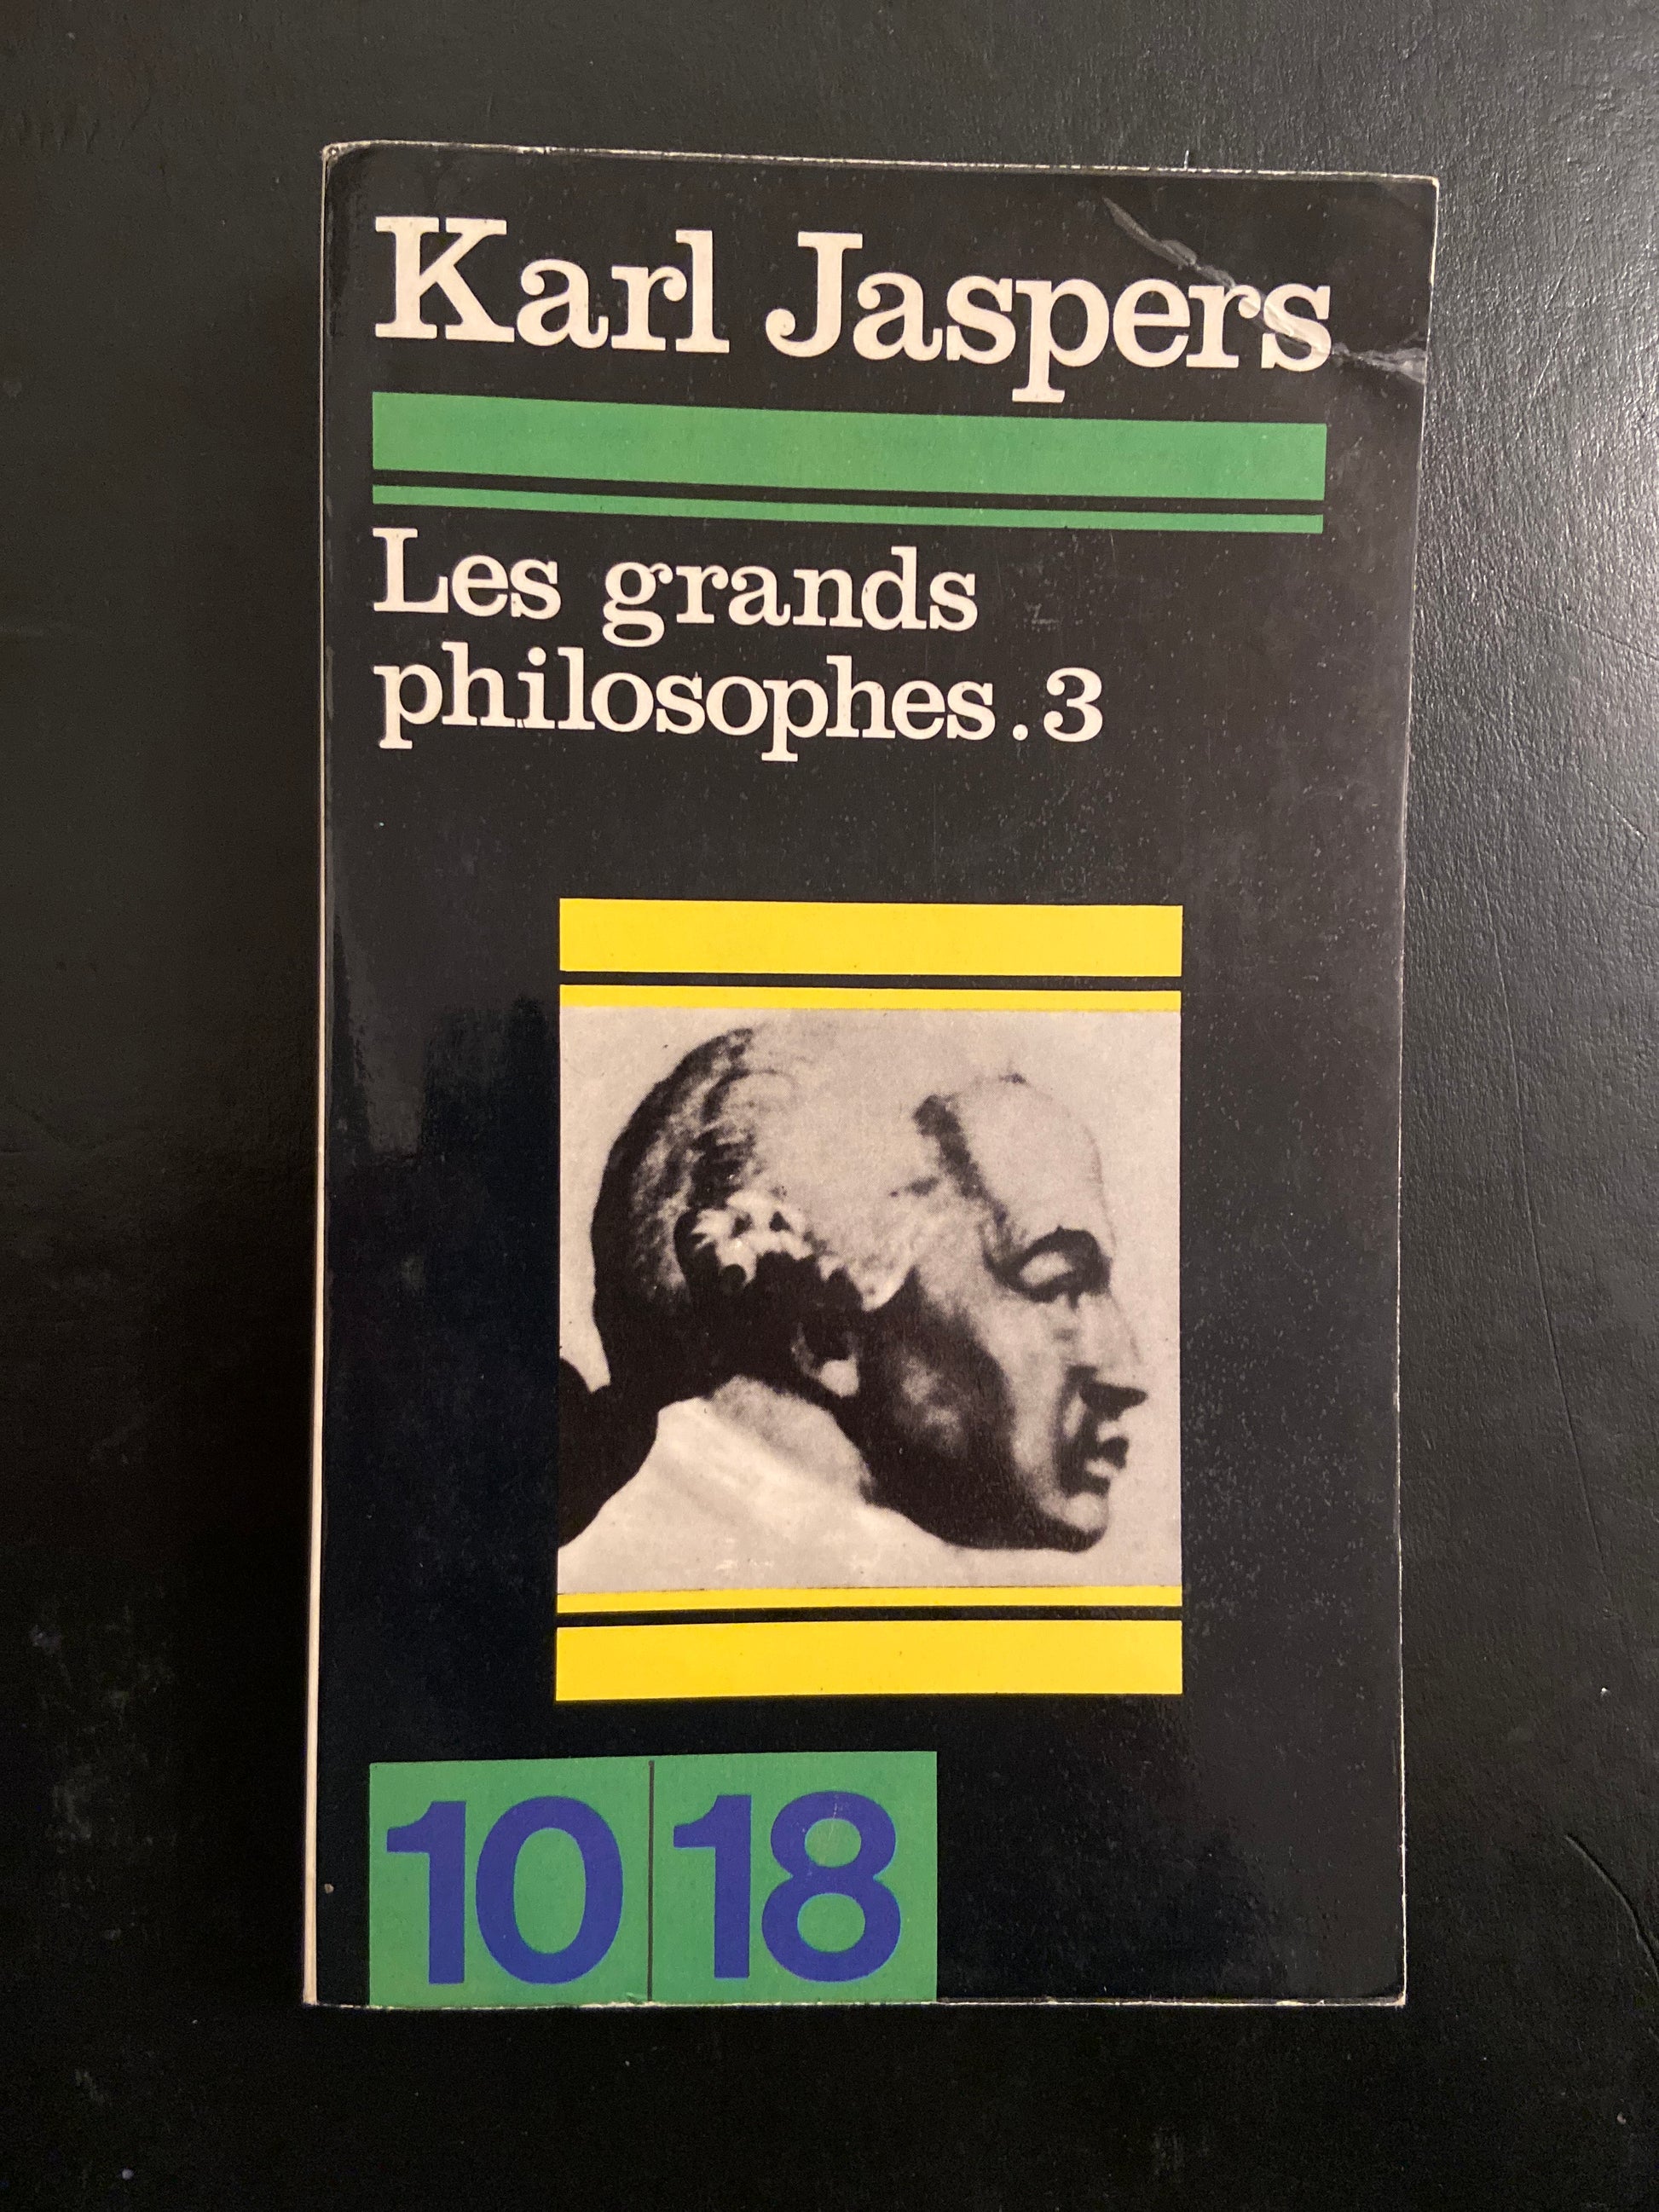 Karl Jaspers
Les grands
philosophes.3
10|18